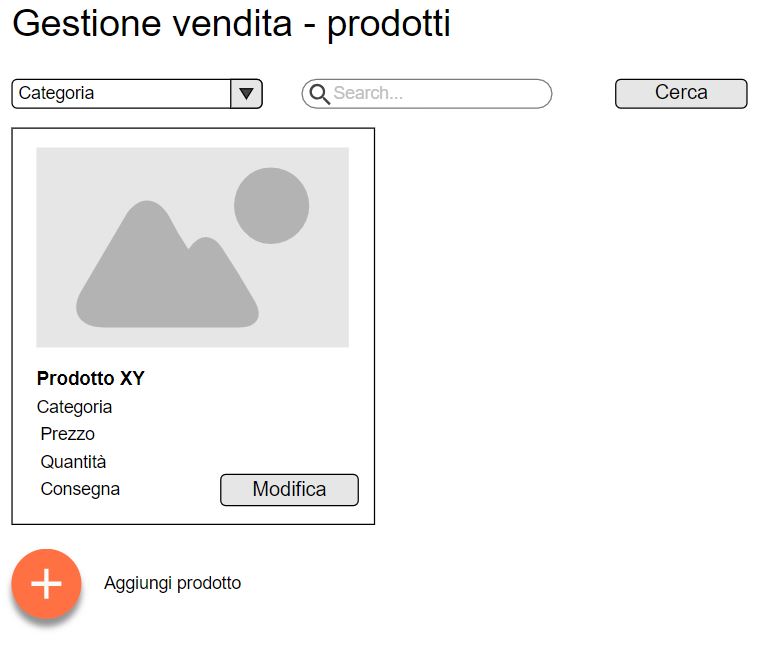 Gestione vendita - prodotti
Categoria
Search...
Cerca
Prodotto XY
Categoria
Prezzo
Quantità
Consegna
Modifica
Aggiungi prodotto